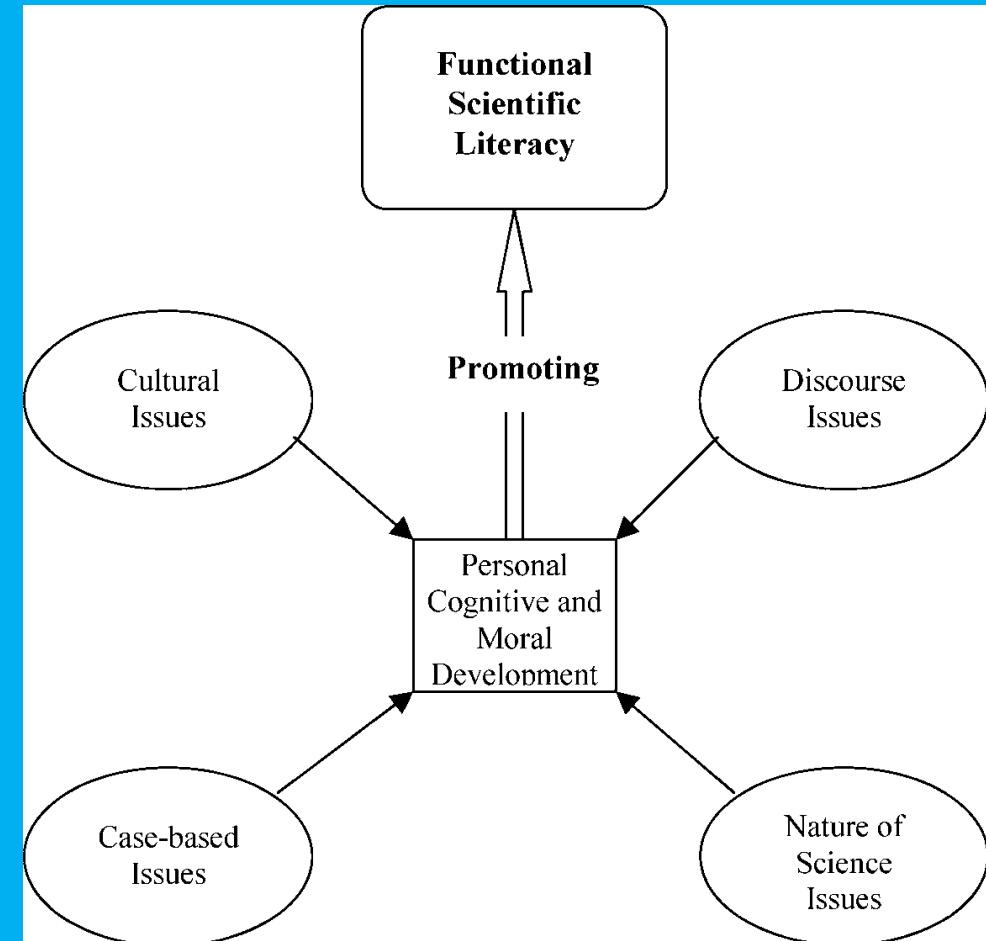 Functional
Scientific
Literacy
Promoting
Cultural
Issues
Discourse
Issues
Personal
Cognitive and
Moral
Development
Case-based
Issues
Nature of
Science
Issues